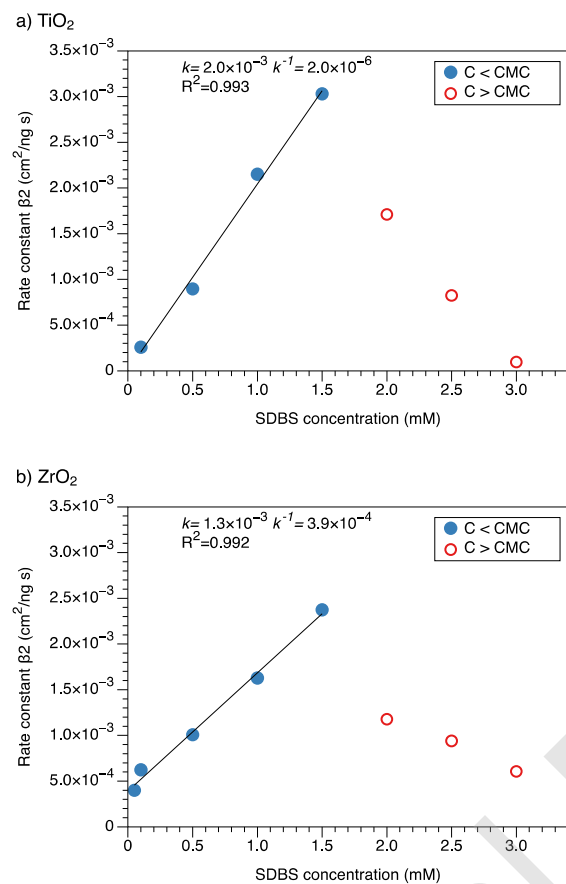 a) TiO₂
k= 2.0×10⁻³ k⁻¹= 2.0×10⁻⁶
R²=0.993
C < CMC
C > CMC
3.5×10⁻³
3.0×10⁻³
2.5×10⁻³
2.0×10⁻³
1.5×10⁻³
1.0×10⁻³
5.0×10⁻⁴
0
Rate constant β2 (cm²/ng s)
0 0.5 1.0 1.5 2.0 2.5 3.0
SDBS concentration (mM)
b) ZrO₂
k= 1.3×10⁻³ k⁻¹= 3.9×10⁻⁴
R²=0.992
C < CMC
C > CMC
3.5×10⁻³
3.0×10⁻³
2.5×10⁻³
2.0×10⁻³
1.5×10⁻³
1.0×10⁻³
5.0×10⁻⁴
0
Rate constant β2 (cm²/ng s)
0 0.5 1.0 1.5 2.0 2.5 3.0
SDBS concentration (mM)